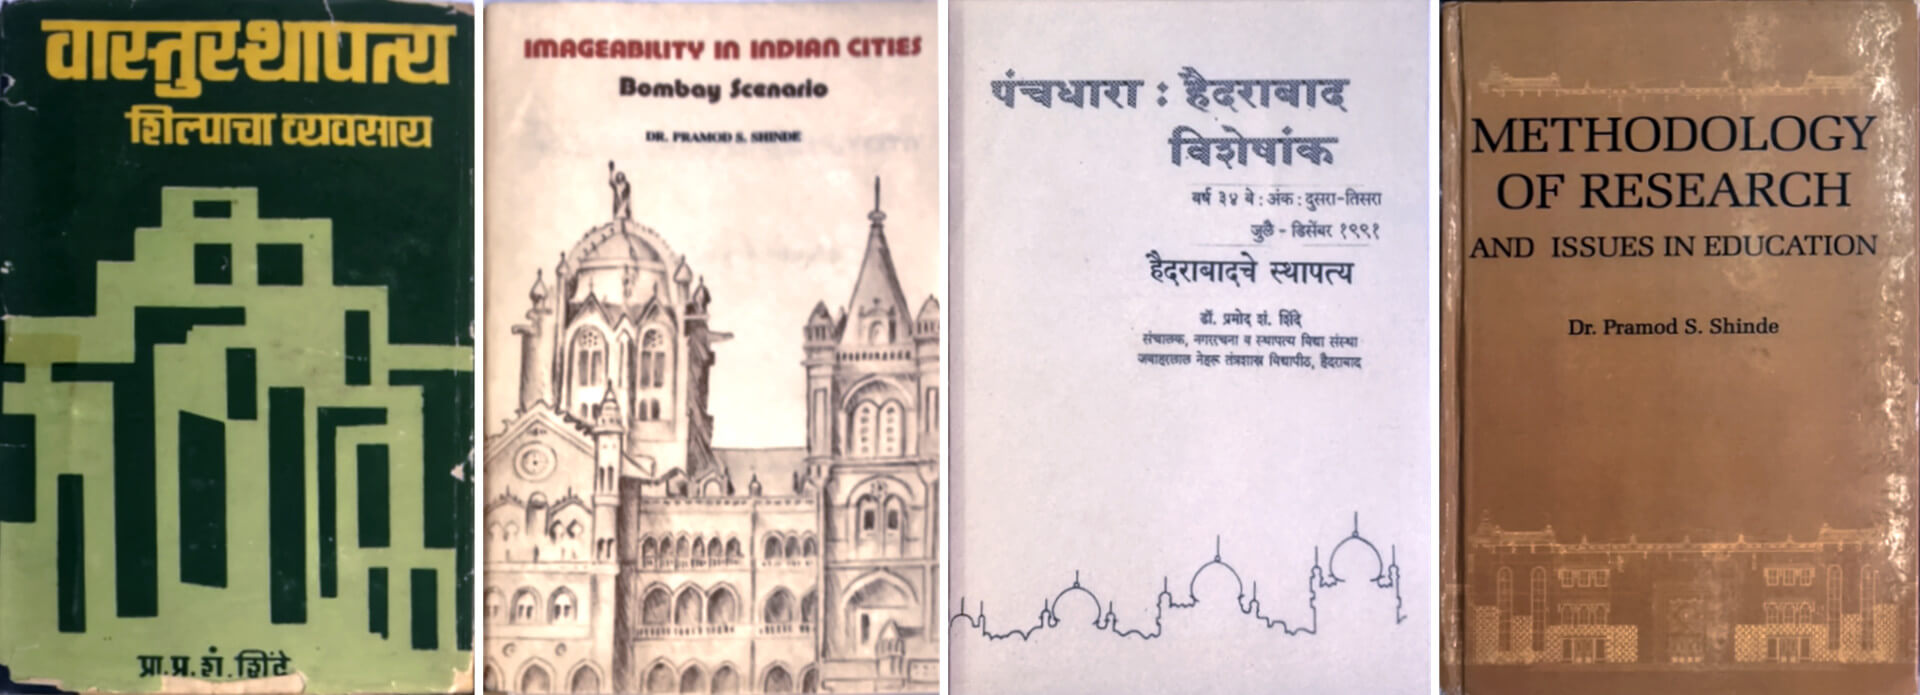 वास्तुस्थापत्य
शिल्पाचा व्यवसाय
प्रा.प्र.शं.शिंदे
IMAGEABILITY IN INDIAN CITIES
Bombay Scenario
DR. PRAMOD S. SHINDE
पंचधारा : हैदराबाद
विशेषांक
वर्ष ३४ वे : अंक : दुसरा-तिसरा
जुलै - डिसेंबर १९९१
हैदराबादचे स्थापत्य
डॉ. प्रमोद शं. शिंदे
संचालक, नगररचना व स्थापत्य विद्या संस्था
जवाहरलाल नेहरू तंत्रशास्त्र विद्यापीठ, हैदराबाद
METHODOLOGY
OF RESEARCH
AND ISSUES IN EDUCATION
Dr. Pramod S. Shinde